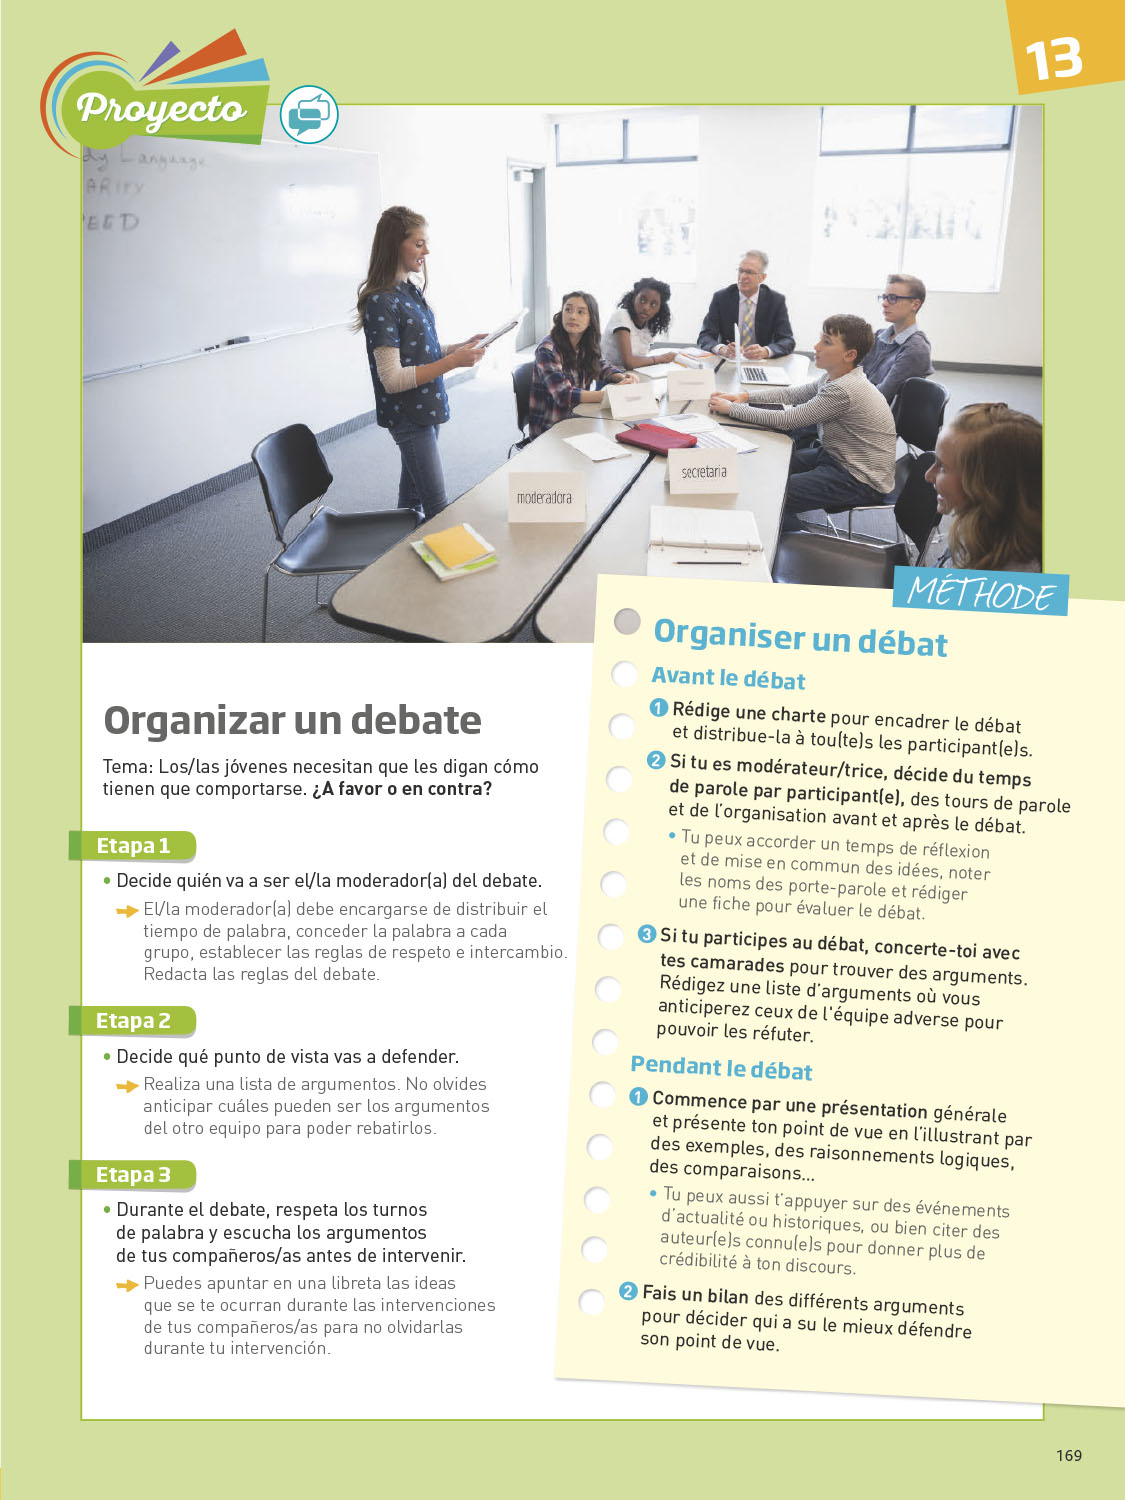 13
Proyecto
dy Language
ARIFY
PEED
moderadora
secretaria
Organizar un debate
Tema: Los/las jóvenes necesitan que les digan cómo
tienen que comportarse. ¿A favor o en contra?
Etapa 1
• Decide quién va a ser el/la moderador(a) del debate.
El/la moderador(a) debe encargarse de distribuir el
tiempo de palabra, conceder la palabra a cada
grupo, establecer las reglas de respeto e intercambio.
Redacta las reglas del debate.
Etapa 2
• Decide qué punto de vista vas a defender.
Realiza una lista de argumentos. No olvides
anticipar cuáles pueden ser los argumentos
del otro equipo para poder rebatirlos.
Etapa 3
• Durante el debate, respeta los turnos
de palabra y escucha los argumentos
de tus compañeros/as antes de intervenir.
Puedes apuntar en una libreta las ideas
que se te ocurran durante las intervenciones
de tus compañeros/as para no olvidarlas
durante tu intervención.
MÉTHODE
Organiser un débat
Avant le débat
1 Rédige une charte pour encadrer le débat
et distribue-la à tou(te)s les participant(e)s.
2 Si tu es modérateur/trice, décide du temps
de parole par participant(e), des tours de parole
et de l'organisation avant et après le débat.
• Tu peux accorder un temps de réflexion
et de mise en commun des idées, noter
les noms des porte-parole et rédiger
une fiche pour évaluer le débat.
3 Si tu participes au débat, concerte-toi avec
tes camarades pour trouver des arguments.
Rédigez une liste d'arguments où vous
anticiperez ceux de l'équipe adverse pour
pouvoir les réfuter.
Pendant le débat
1 Commence par une présentation générale
et présente ton point de vue en l'illustrant par
des exemples, des raisonnements logiques,
des comparaisons...
• Tu peux aussi t'appuyer sur des événements
d'actualité ou historiques, ou bien citer des
auteur(e)s connu(e)s pour donner plus de
crédibilité à ton discours.
2 Fais un bilan des différents arguments
pour décider qui a su le mieux défendre
son point de vue.
169